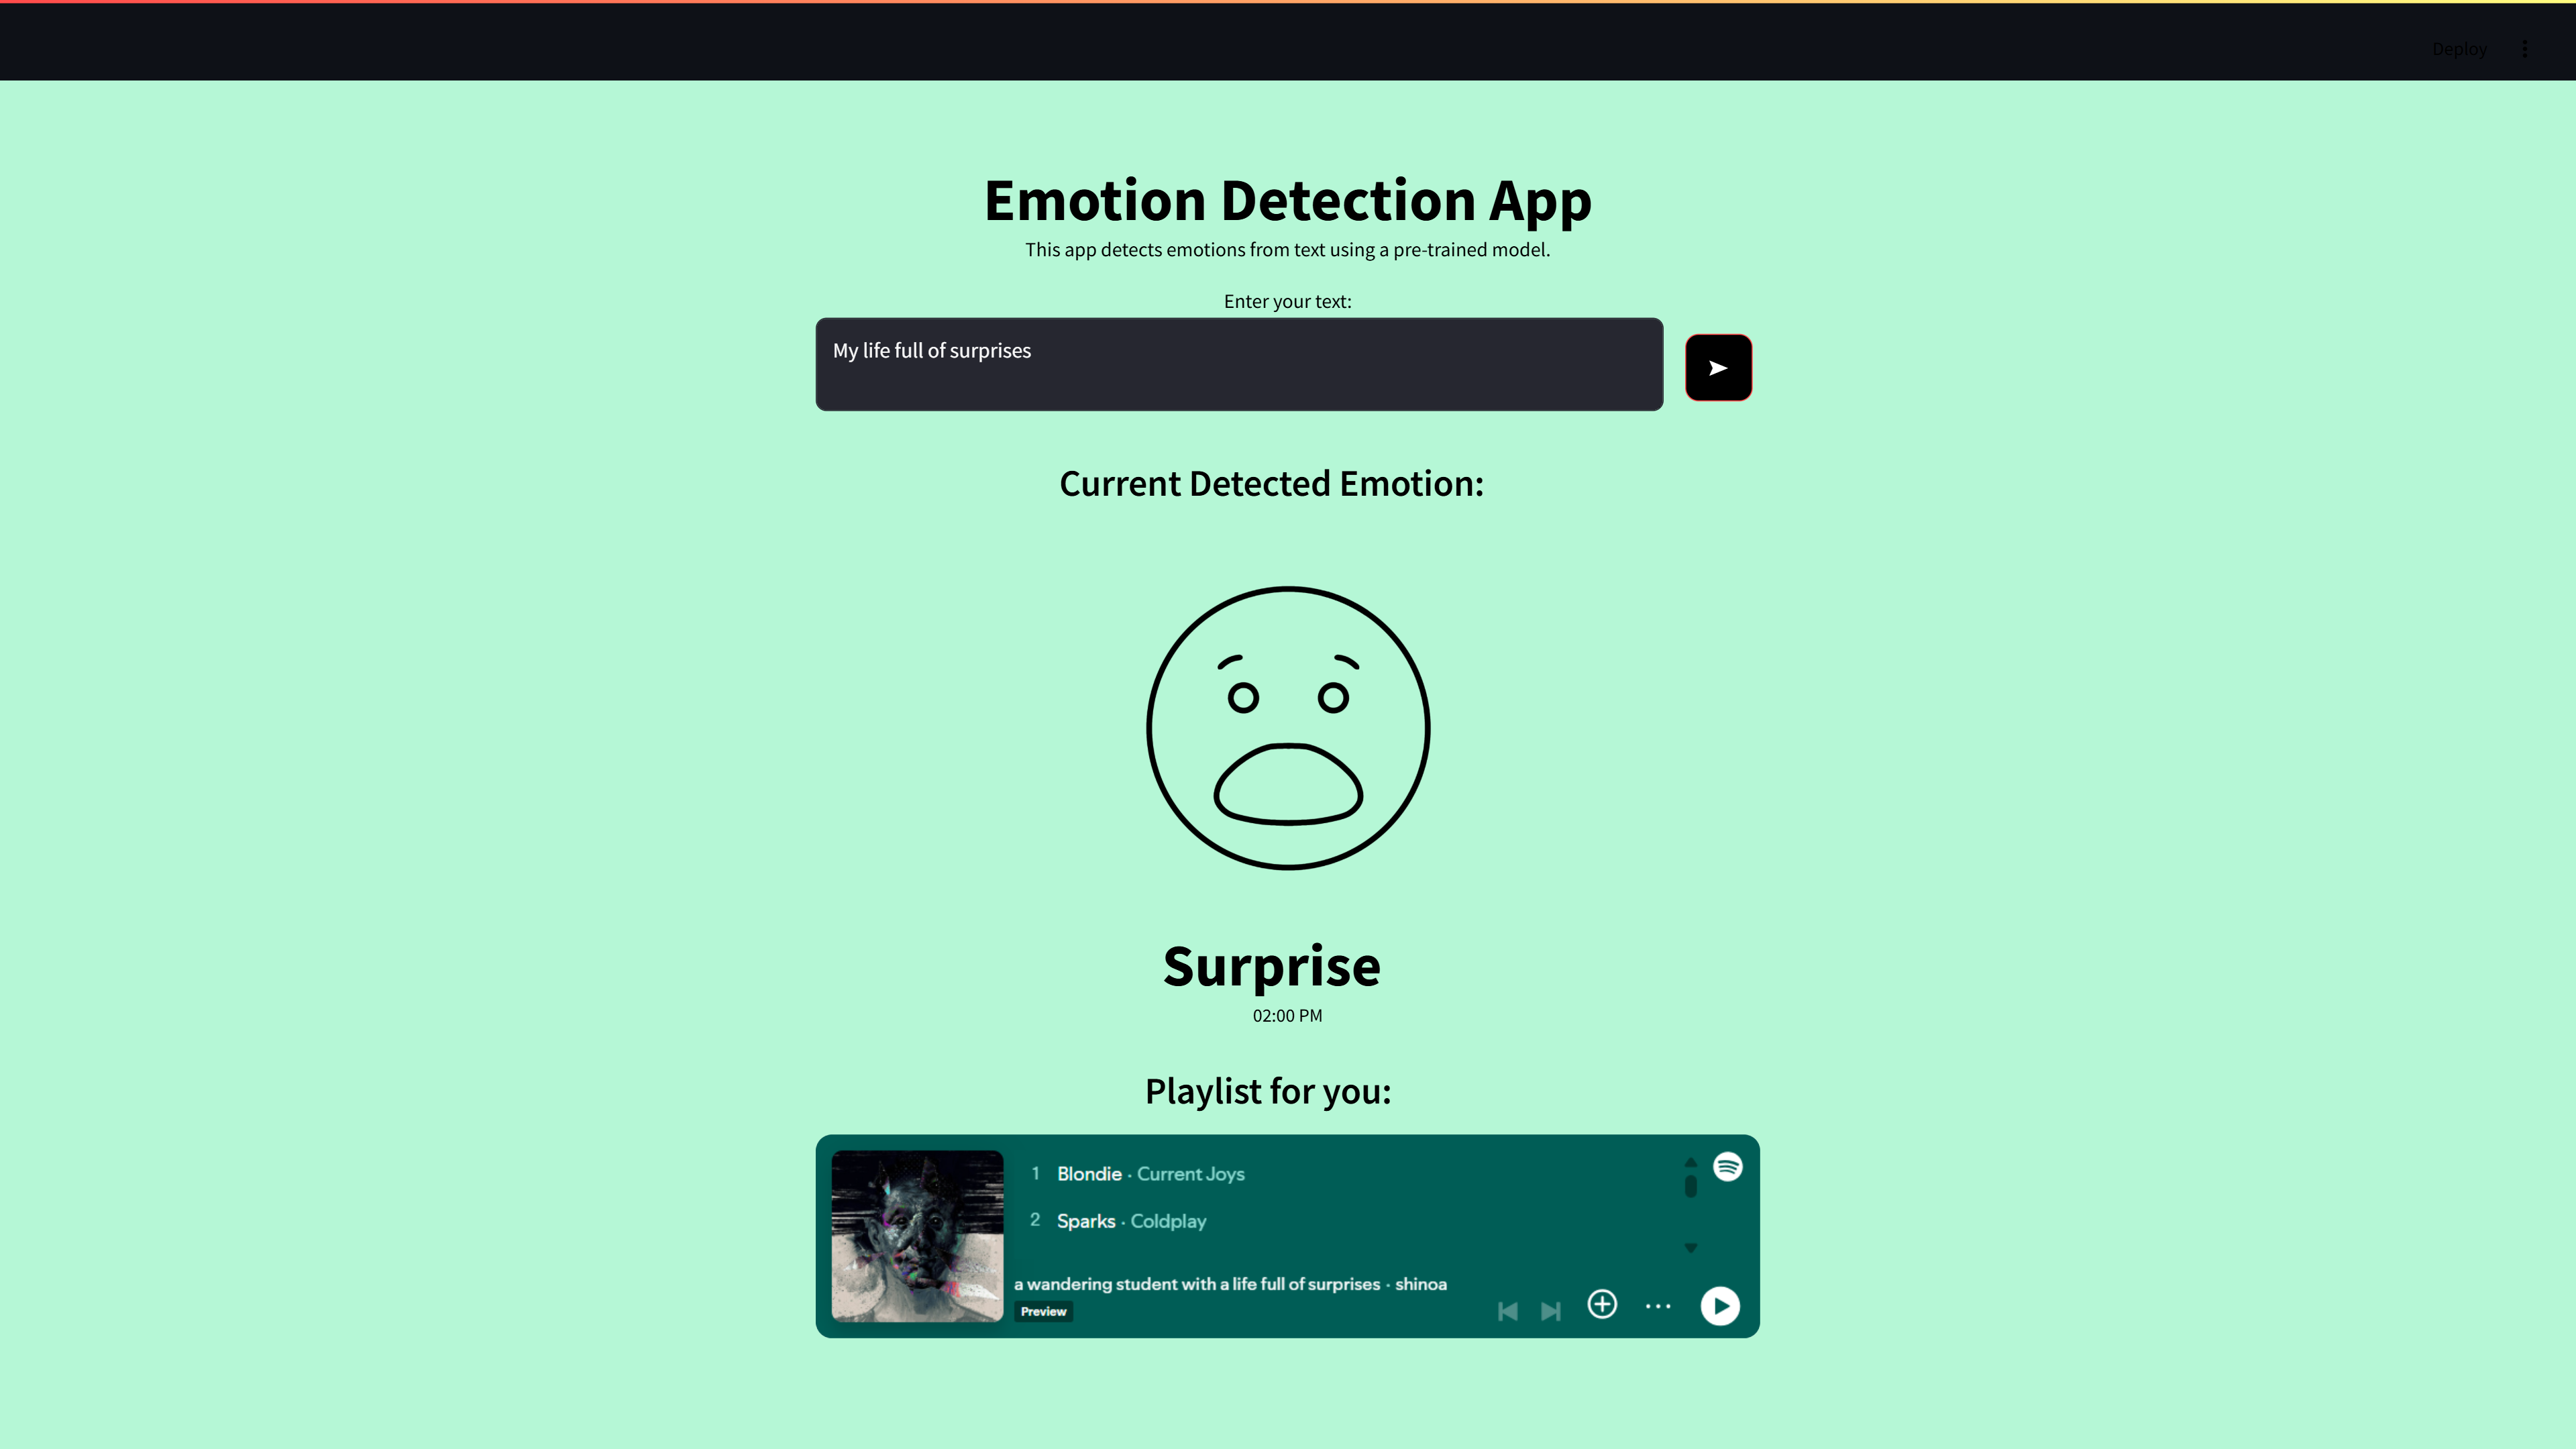 Deploy
Emotion Detection App
This app detects emotions from text using a pre-trained model.
Enter your text:
My life full of surprises
Current Detected Emotion:
Surprise
02:00 PM
Playlist for you:
1 Blondie · Current Joys
2 Sparks · Coldplay
a wandering student with a life full of surprises · shinoa
Preview